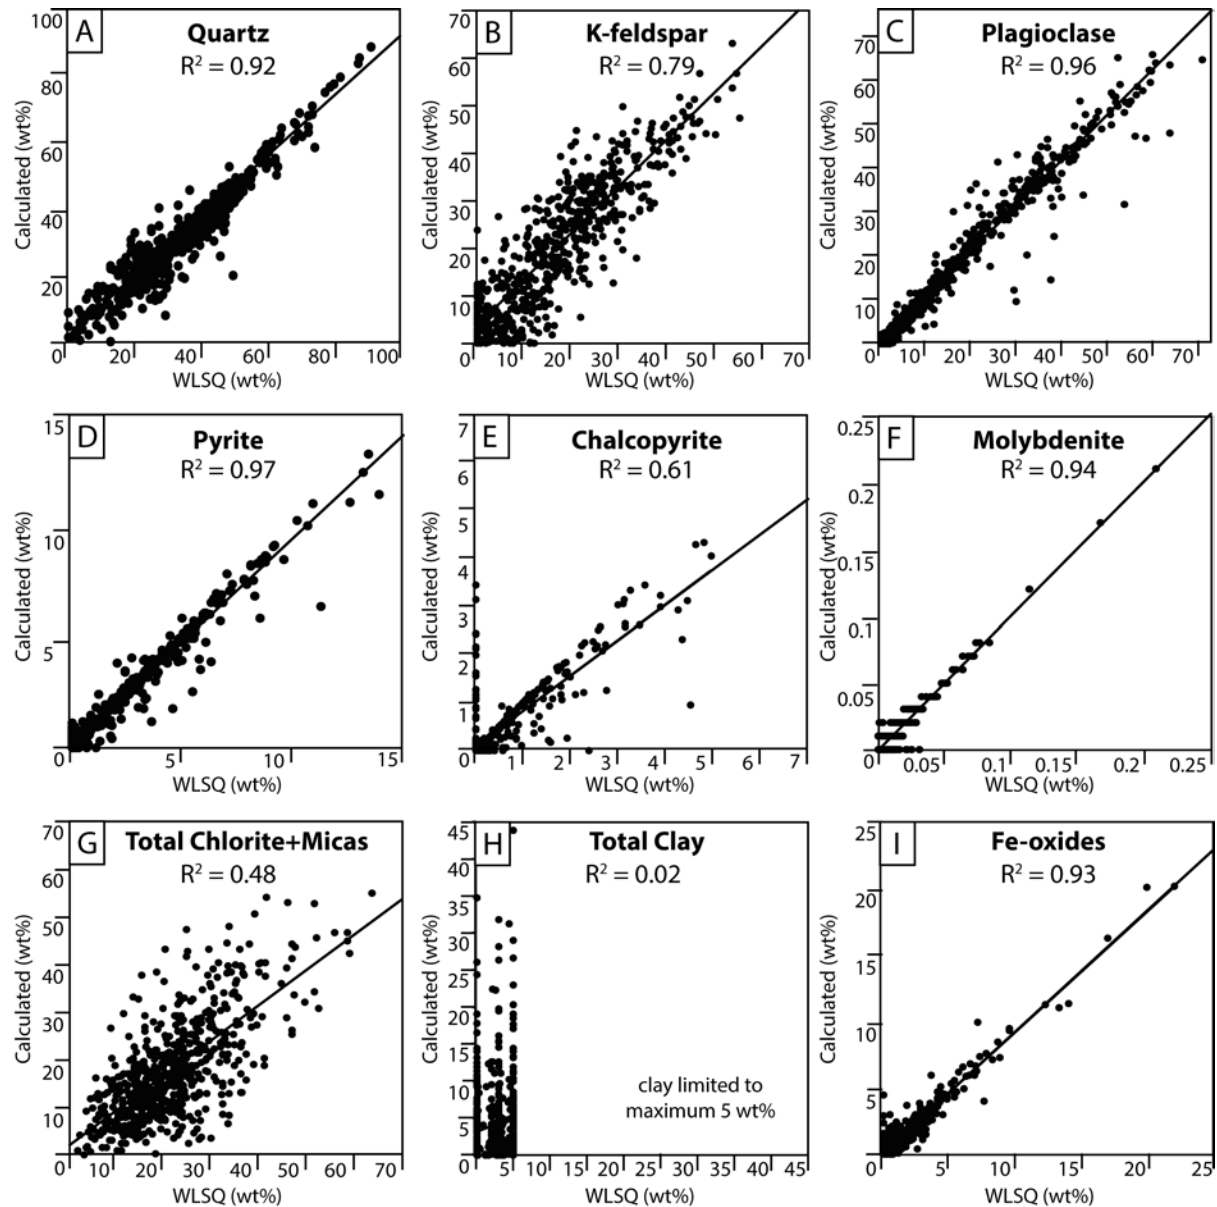 A
Quartz
R² = 0.92
Calculated (wt%)
100
80
60
40
20
0
20
40
60
80
100
WLSQ (wt%)
B
K-feldspar
R² = 0.79
Calculated (wt%)
70
60
50
40
30
20
10
0
10
20
30
40
50
60
70
WLSQ (wt%)
C
Plagioclase
R² = 0.96
Calculated (wt%)
70
60
50
40
30
20
10
0
10
20
30
40
50
60
70
WLSQ (wt%)
D
Pyrite
R² = 0.97
Calculated (wt%)
15
10
5
0
5
10
15
WLSQ (wt%)
E
Chalcopyrite
R² = 0.61
Calculated (wt%)
7
6
5
4
3
2
1
0
1
2
3
4
5
6
7
WLSQ (wt%)
F
Molybdenite
R² = 0.94
Calculated (wt%)
0.25
0.2
0.15
0.1
0.05
0
0.05
0.1
0.15
0.2
0.25
WLSQ (wt%)
G
Total Chlorite+Micas
R² = 0.48
Calculated (wt%)
70
60
50
40
30
20
10
0
10
20
30
40
50
60
70
WLSQ (wt%)
H
Total Clay
R² = 0.02
Calculated (wt%)
45
40
35
30
25
20
15
10
5
clay limited to
maximum 5 wt%
0
5
10
15
20
25
30
35
40
45
WLSQ (wt%)
I
Fe-oxides
R² = 0.93
Calculated (wt%)
25
20
15
10
5
0
5
10
15
20
25
WLSQ (wt%)